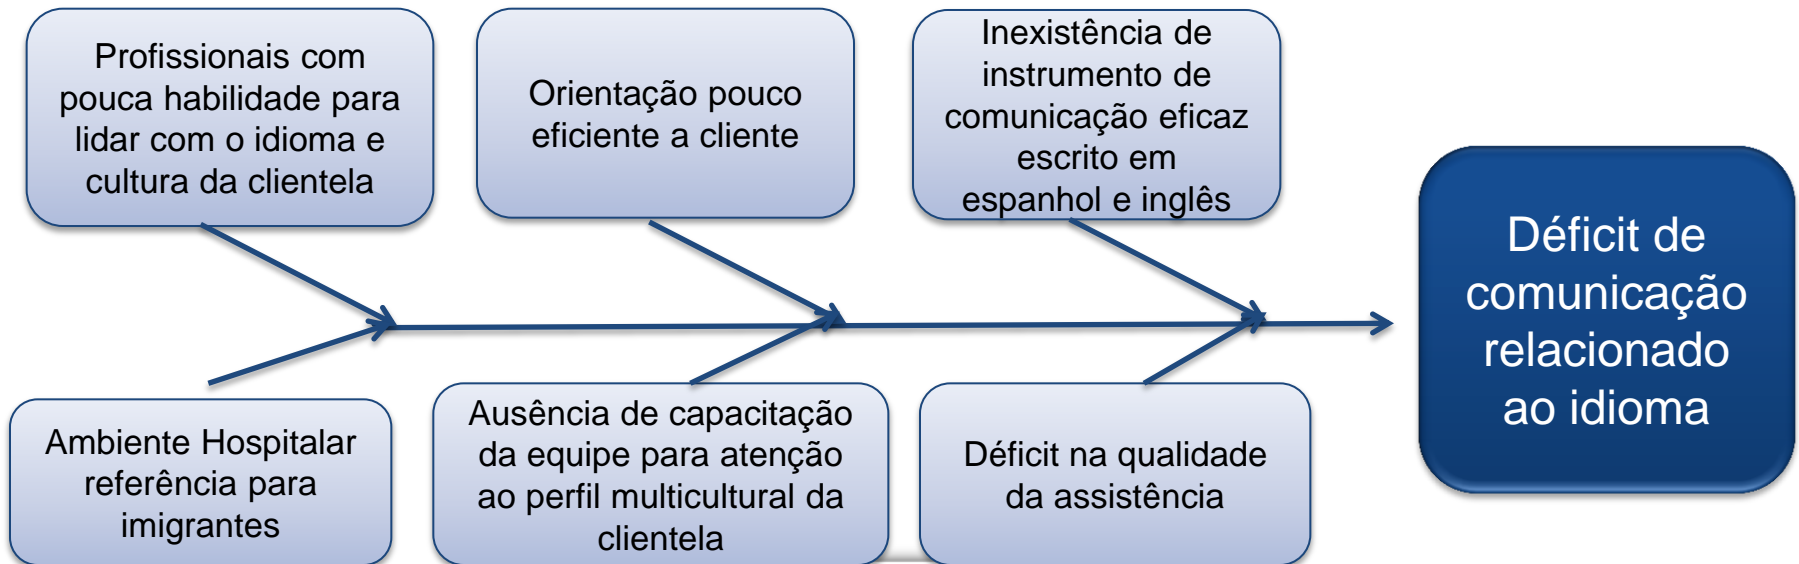 Profissionais com
pouca habilidade para
lidar com o idioma e
cultura da clientela
Orientação pouco
eficiente a cliente
Inexistência de
instrumento de
comunicação eficaz
escrito em
espanhol e inglês
Déficit de
comunicação
relacionado
ao idioma
Ambiente Hospitalar
referência para
imigrantes
Ausência de capacitação
da equipe para atenção
ao perfil multicultural da
clientela
Déficit na qualidade
da assistência